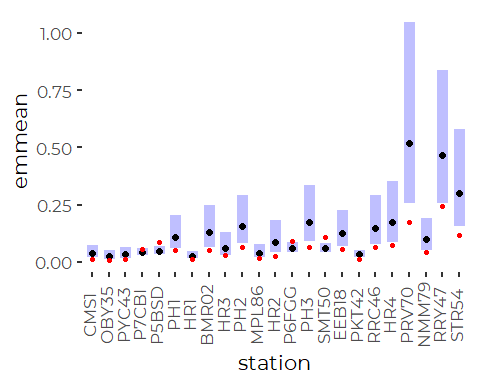 1.00
0.75
0.50
0.25
0.00
emmean
CMS1
OBY35
PYC43
P7CBI
P5BSD
PH1
HR1
BMR02
HR3
PH2
MPL86
HR2
P6FGG
PH3
SMT50
EEB18
PKT42
RRC46
HR4
PRV70
NMM79
RRY47
STR54
station